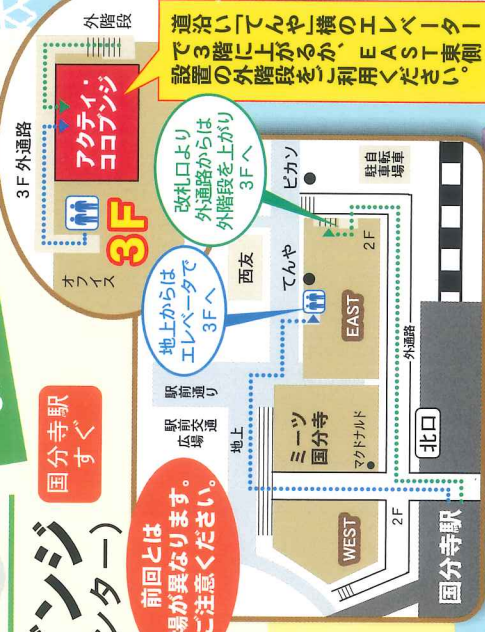 道沿い「てんや」横のエレベーター
で3階に上がるか、EAST東側
設置の外階段をご利用ください。
外階段
3F 外通路
アクティ・
ココブンジ
3F
オフィス
改札口より
外通路からは
外階段を上がり
3Fへ
地上からは
エレベータで
3Fへ
国分寺駅
すぐ
ンジ
ンター)
前回とは
場が異なります。
ご注意ください。
西友
ピカソ
てんや
自転車
駐車場
駅前通り
駅前交通
広場
地上
EAST
2F
外通路
ミーツ
国分寺
マクドナルド
WEST
2F
北口
国分寺駅